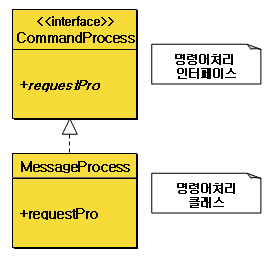 <<interface>>
CommandProcess
+requestPro
명령어처리
인터페이스
MessageProcess
+requestPro
명령어처리
클래스